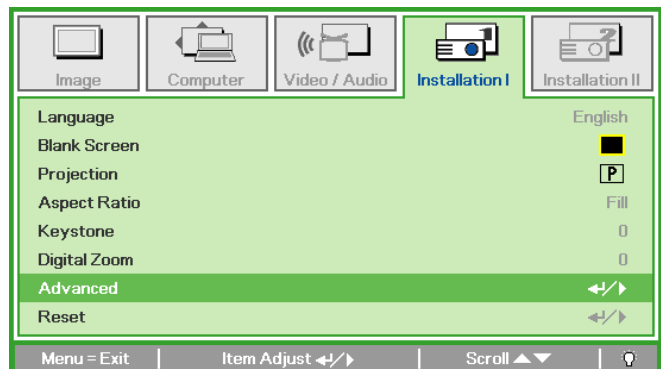 Image Computer Video / Audio Installation I Installation II
Language English
Blank Screen
Projection P
Aspect Ratio Fill
Keystone 0
Digital Zoom 0
Advanced
Reset
Menu = Exit Item Adjust Scroll